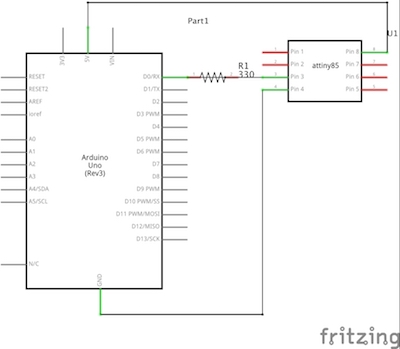 Part1
U1
3V3
5V
VIN
RESET
RESET2
AREF
ioref
A0
A1
A2
A3
A4/SDA
A5/SCL
N/C
Arduino
Uno
(Rev3)
D0/RX
D1/TX
D2
D3 PWM
D4
D5 PWM
D6 PWM
D7
D8
D9 PWM
D10 PWM/SS
D11 PWM/MOSI
D12/MISO
D13/SCK
GND
R1
330
Pin 1
Pin 2
Pin 3
Pin 4
attiny85
Pin 8
Pin 7
Pin 6
Pin 5
fritzing